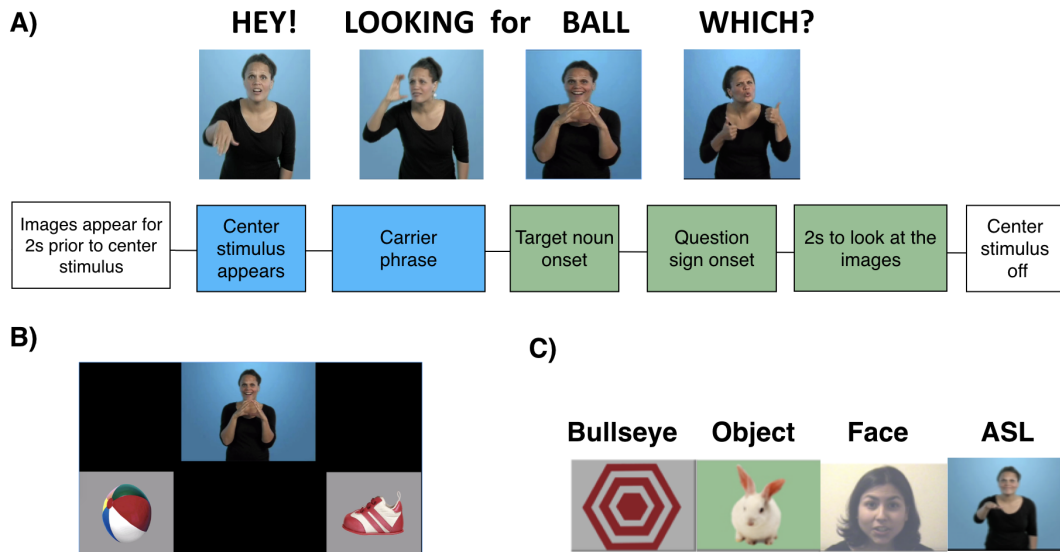 A)
HEY! LOOKING for BALL WHICH?
Images appear for
2s prior to center
stimulus
Center
stimulus
appears
Carrier
phrase
Target noun
onset
Question
sign onset
2s to look at the
images
Center
stimulus
off
B)
C)
Bullseye Object Face ASL